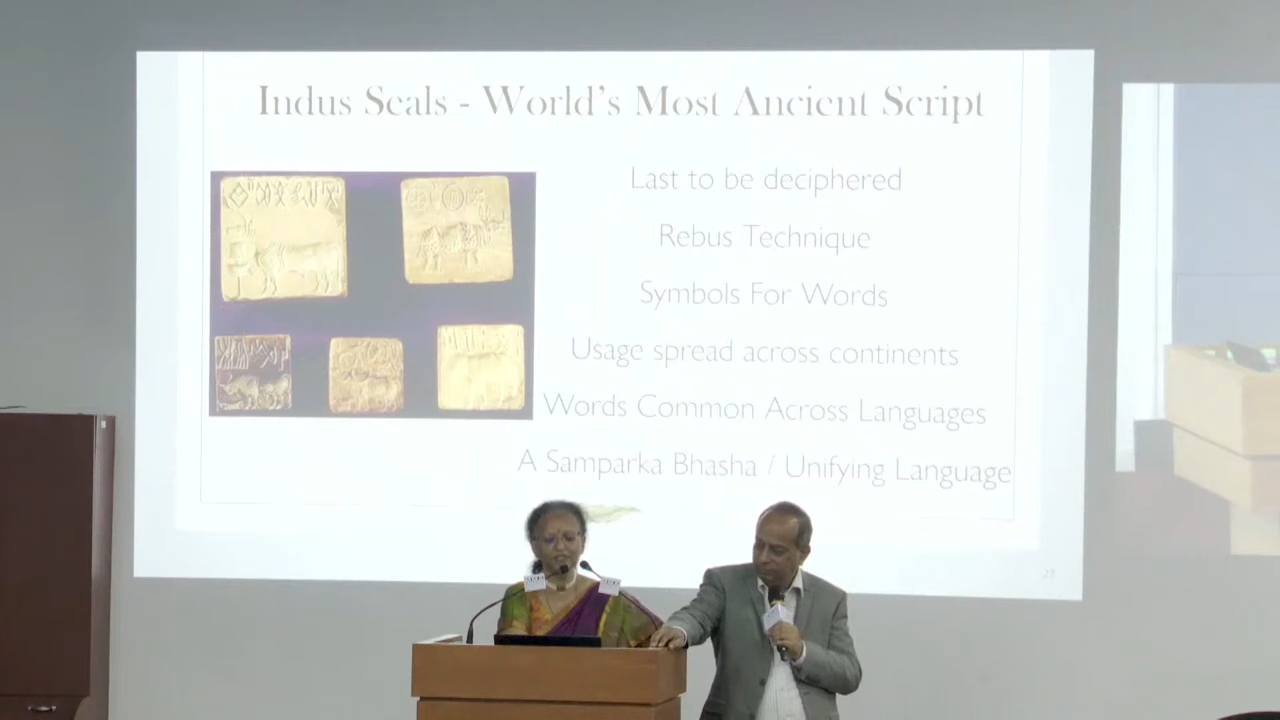 Indus Seals - World's Most Ancient Script
Last to be deciphered
Rebus Technique
Symbols For Words
Usage spread across continents
Words Common Across Languages
A Samparka Bhasha / Unifying Language